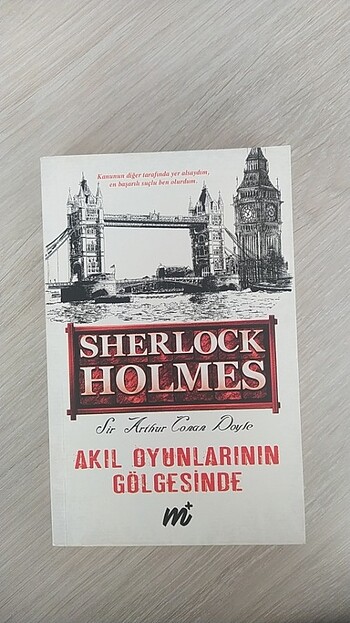 Kanunun diğer tarafında yer alsaydım,
en başarılı suçlu ben olurdum.
SHERLOCK
HOLMES
Sir Arthur Conan Doyle
AKIL OYUNLARININ
GÖLGESİNDE
m+